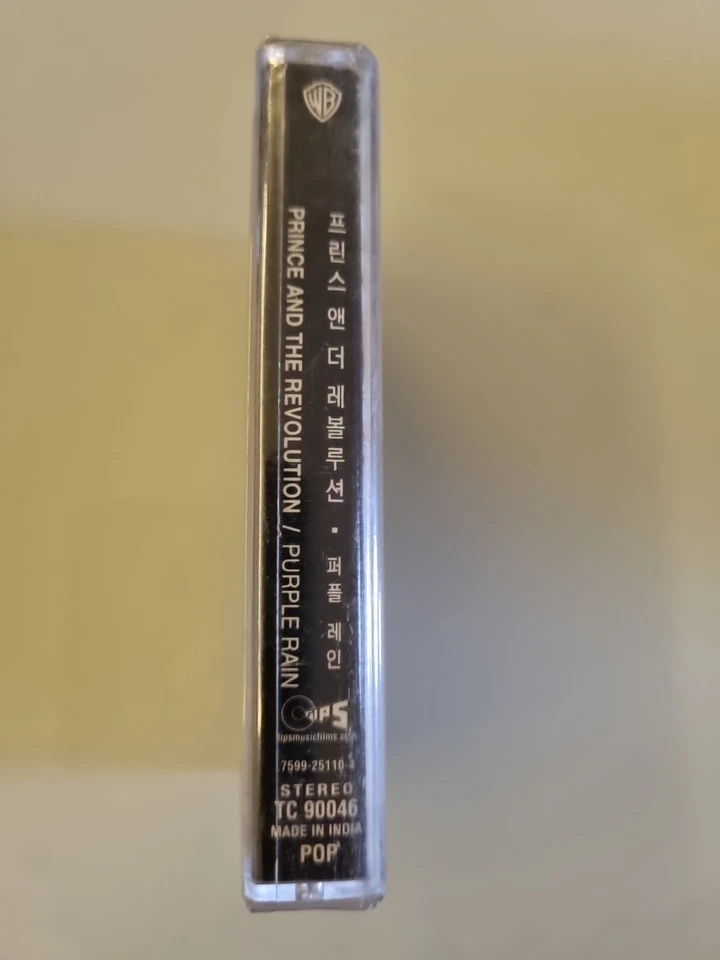 WB
프린스 앤 더 레볼루션 · 퍼플 레인
PRINCE AND THE REVOLUTION / PURPLE RAIN
TIPS
tipsmusicfilms.com
7599-25110-4
STEREO
TC 90046
MADE IN INDIA
POP